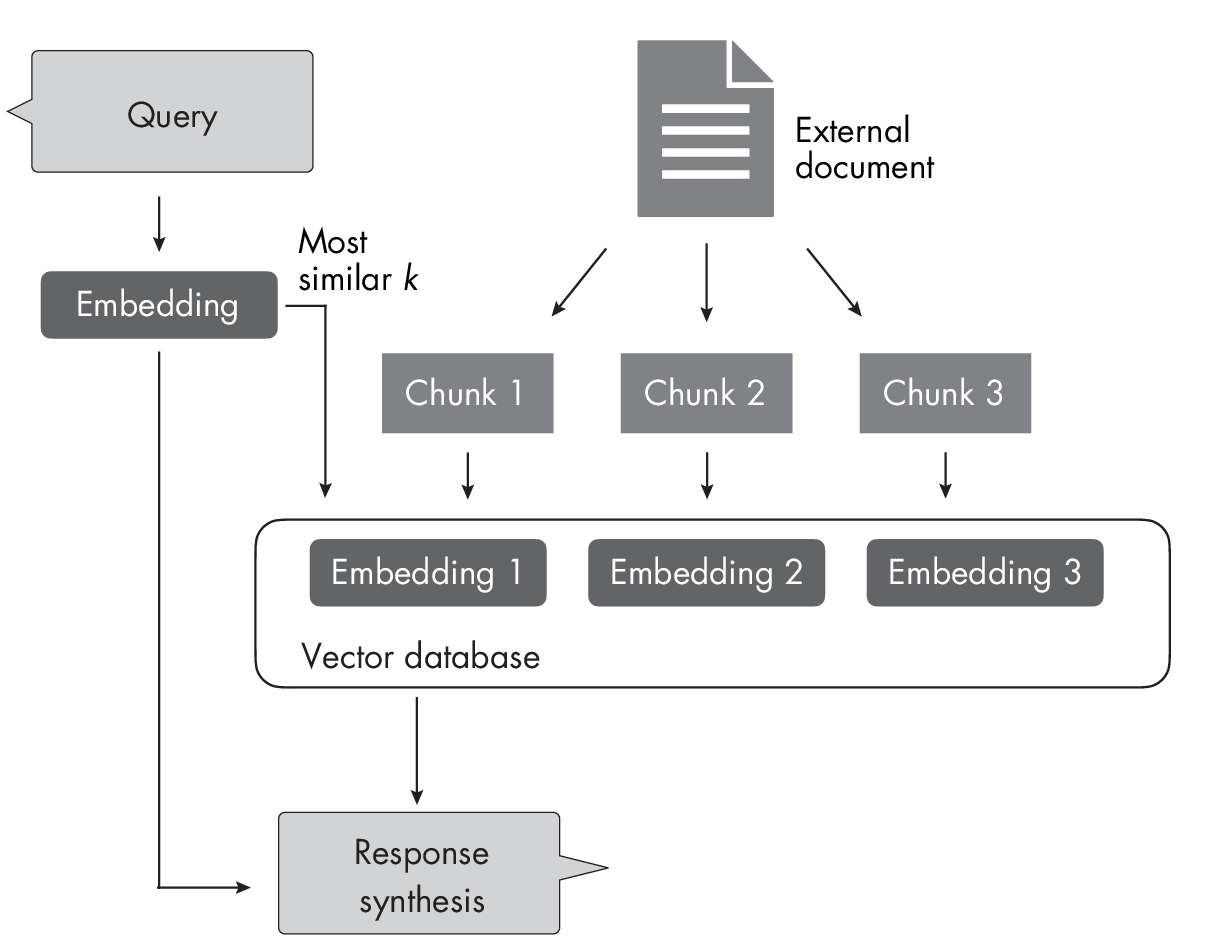 Query
External
document
Most
similar k
Embedding
Chunk 1
Chunk 2
Chunk 3
Embedding 1
Embedding 2
Embedding 3
Vector database
Response
synthesis